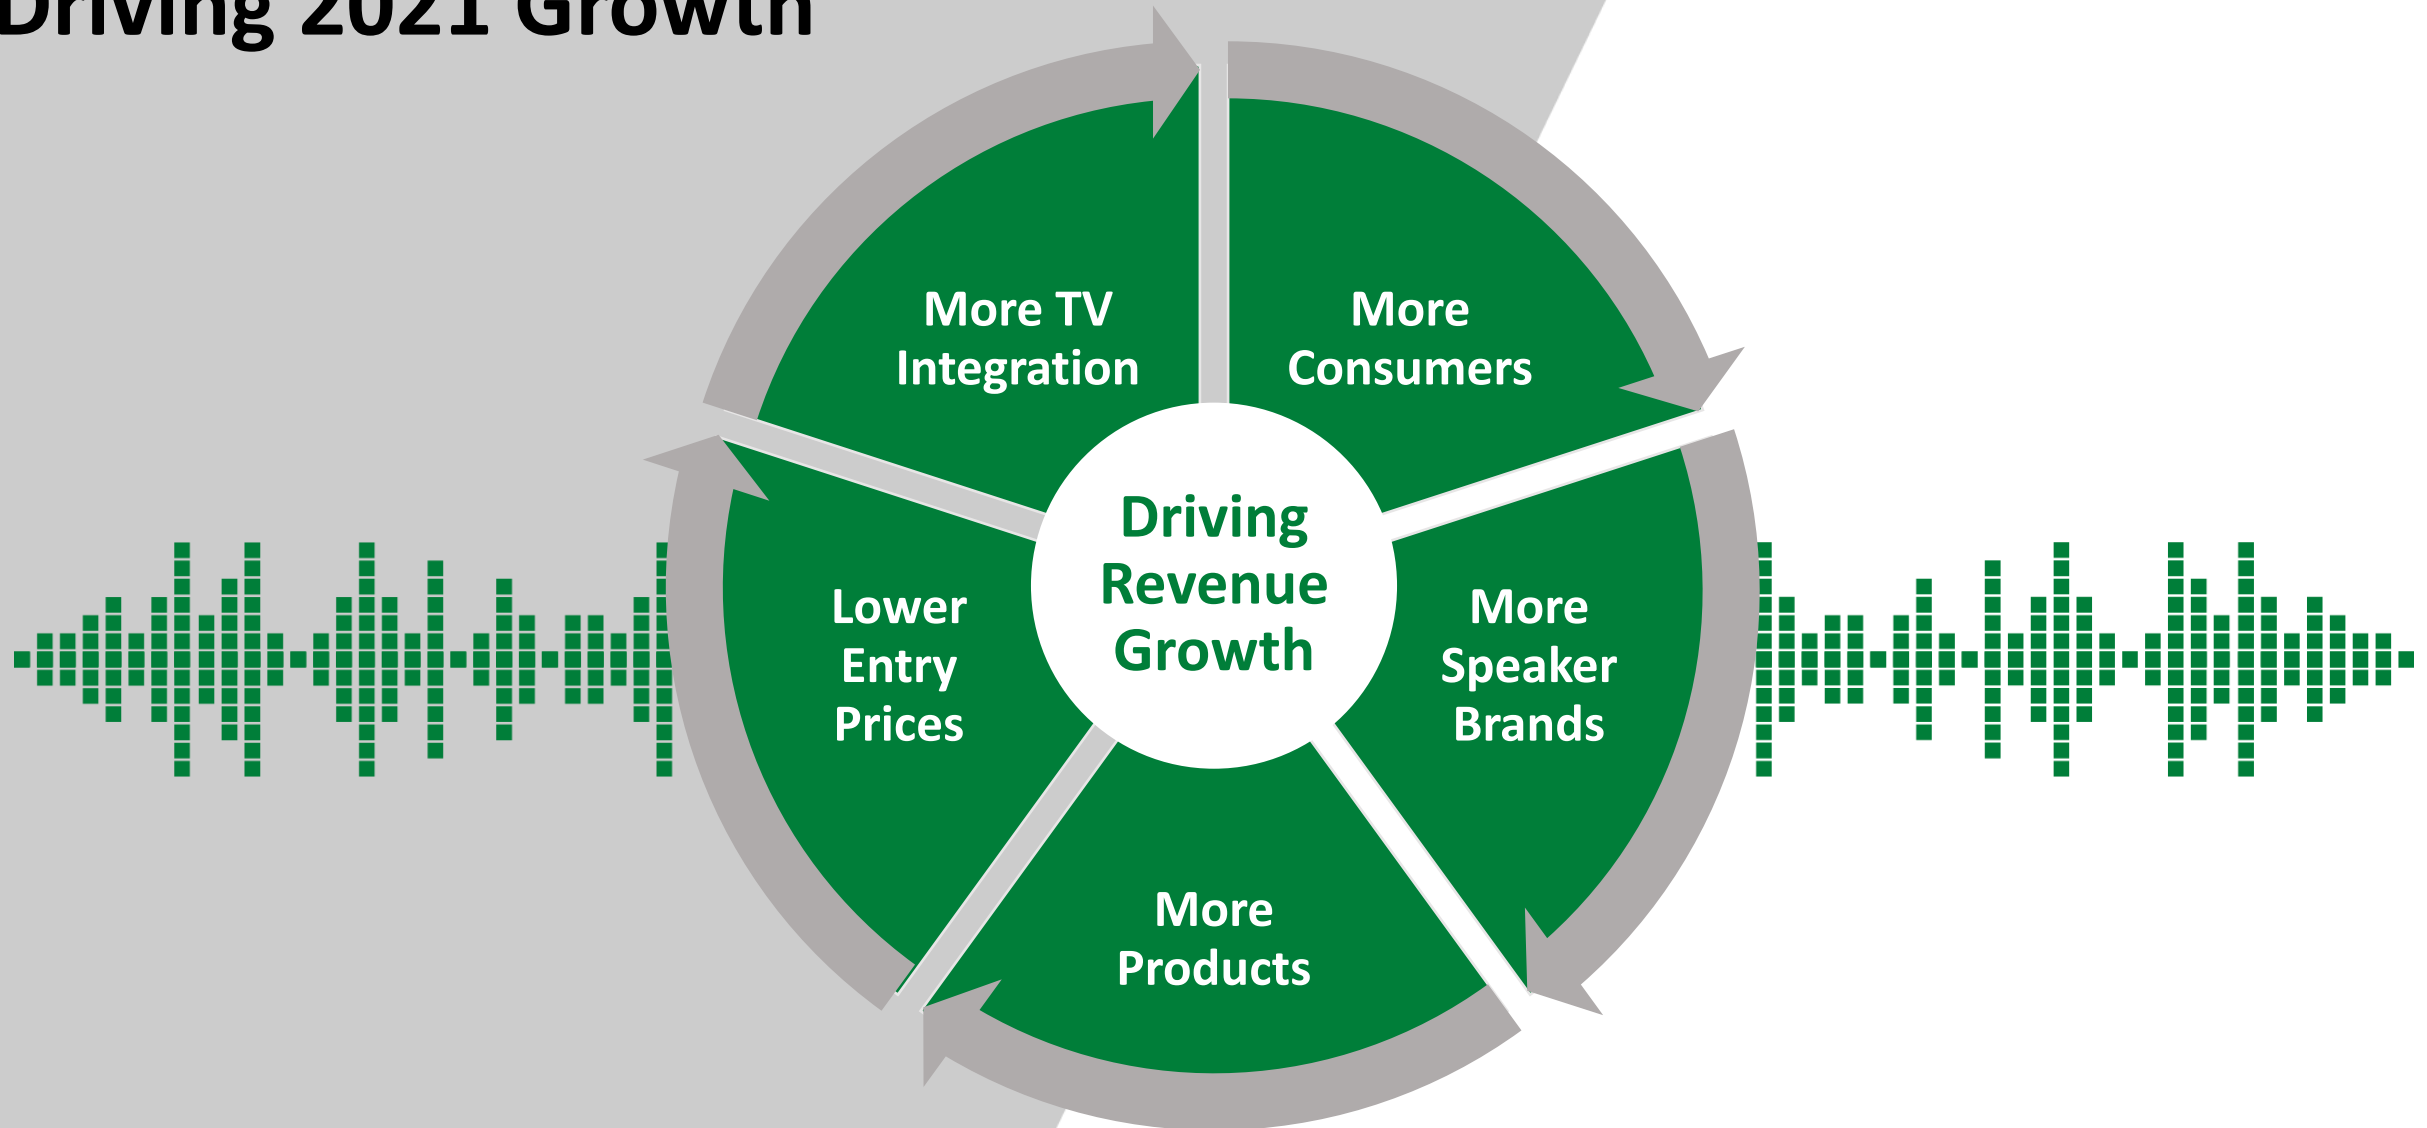 Driving 2021 Growth
More TV
Integration
More
Consumers
Driving
Revenue
Growth
Lower
Entry
Prices
More
Speaker
Brands
More
Products